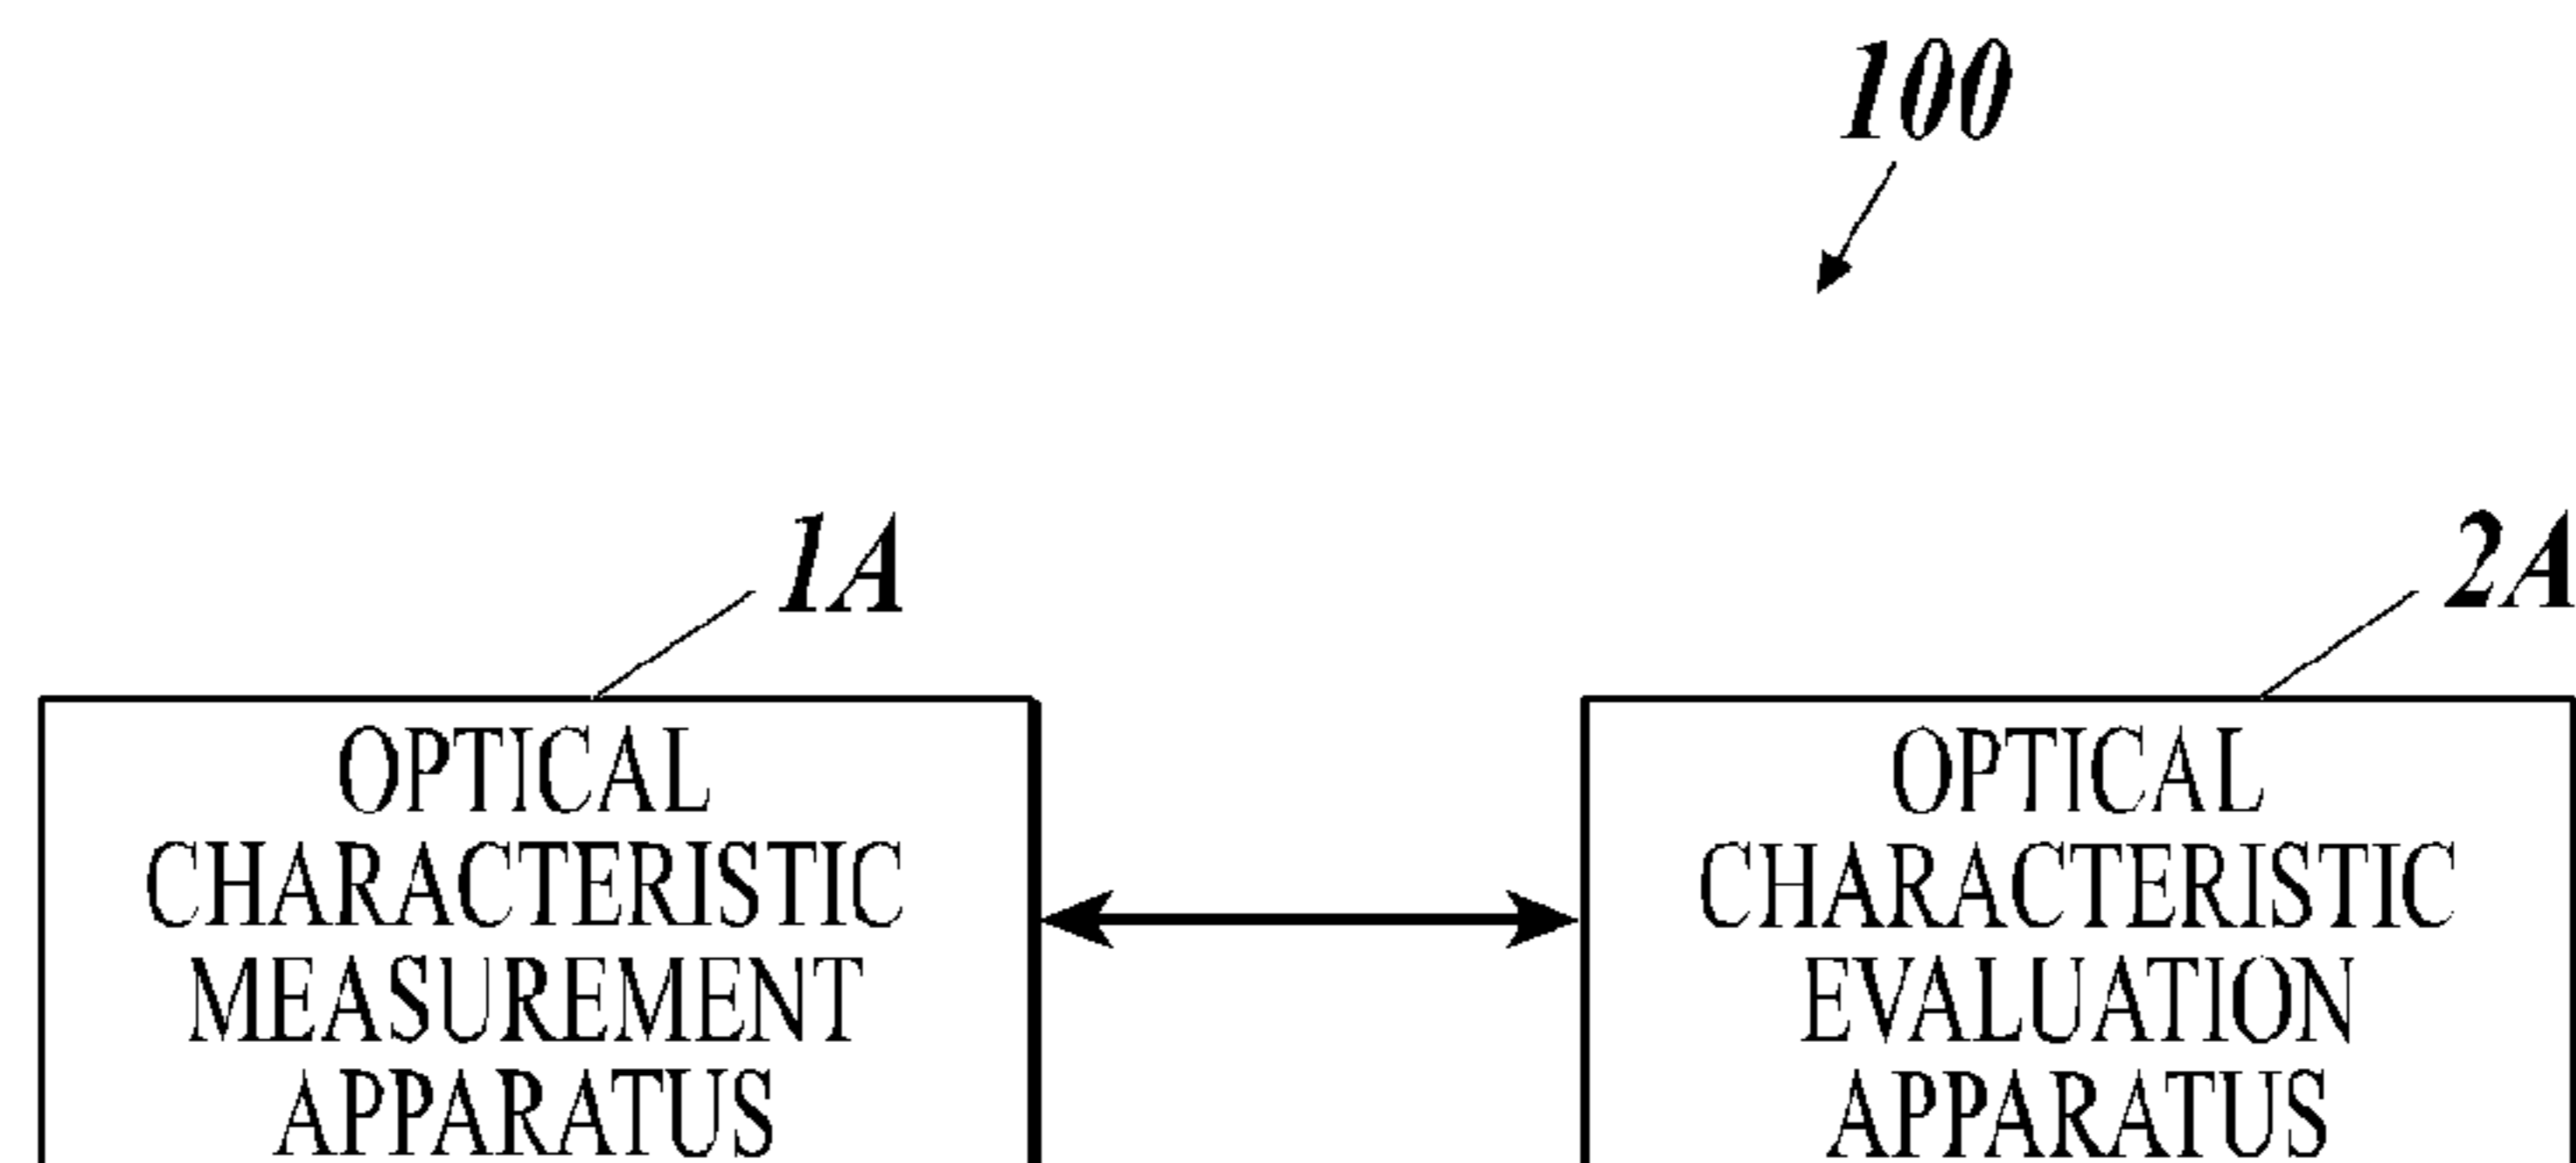 100
1A
OPTICAL
CHARACTERISTIC
MEASUREMENT
APPARATUS
2A
OPTICAL
CHARACTERISTIC
EVALUATION
APPARATUS